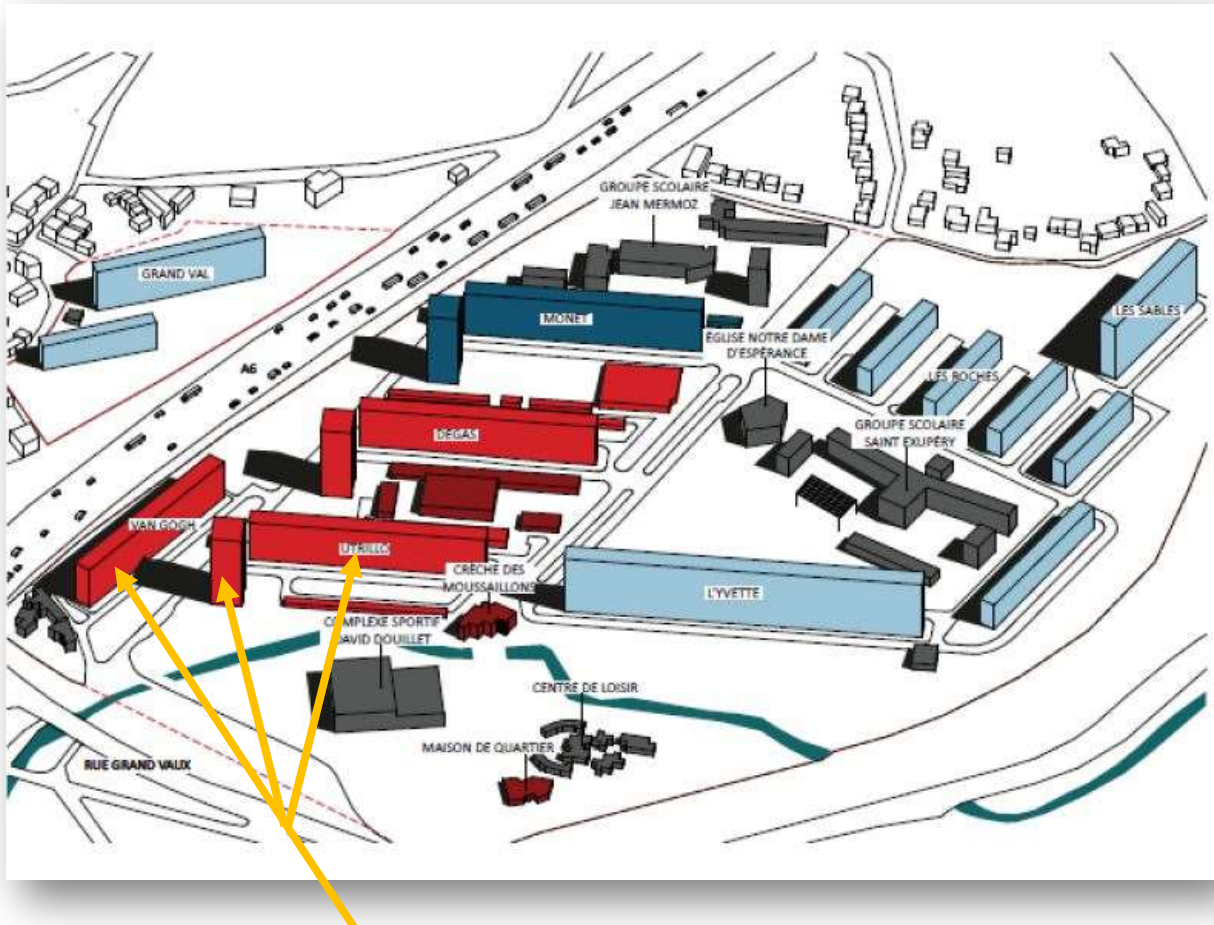 GROUPE SCOLAIRE
JEAN MERMOZ
GRAND VAL
MONET
LES SABLES
ÉGLISE NOTRE DAME
D'ESPÉRANCE
A6
LES ROCHES
DEGAS
GROUPE SCOLAIRE
SAINT EXUPÉRY
VAN GOGH
UTRILLO
CRÈCHE DES
MOUSSAILLONS
L'YVETTE
COMPLEXE SPORTIF
DAVID DOUILLET
CENTRE DE LOISIR
MAISON DE QUARTIER
RUE GRAND VAUX